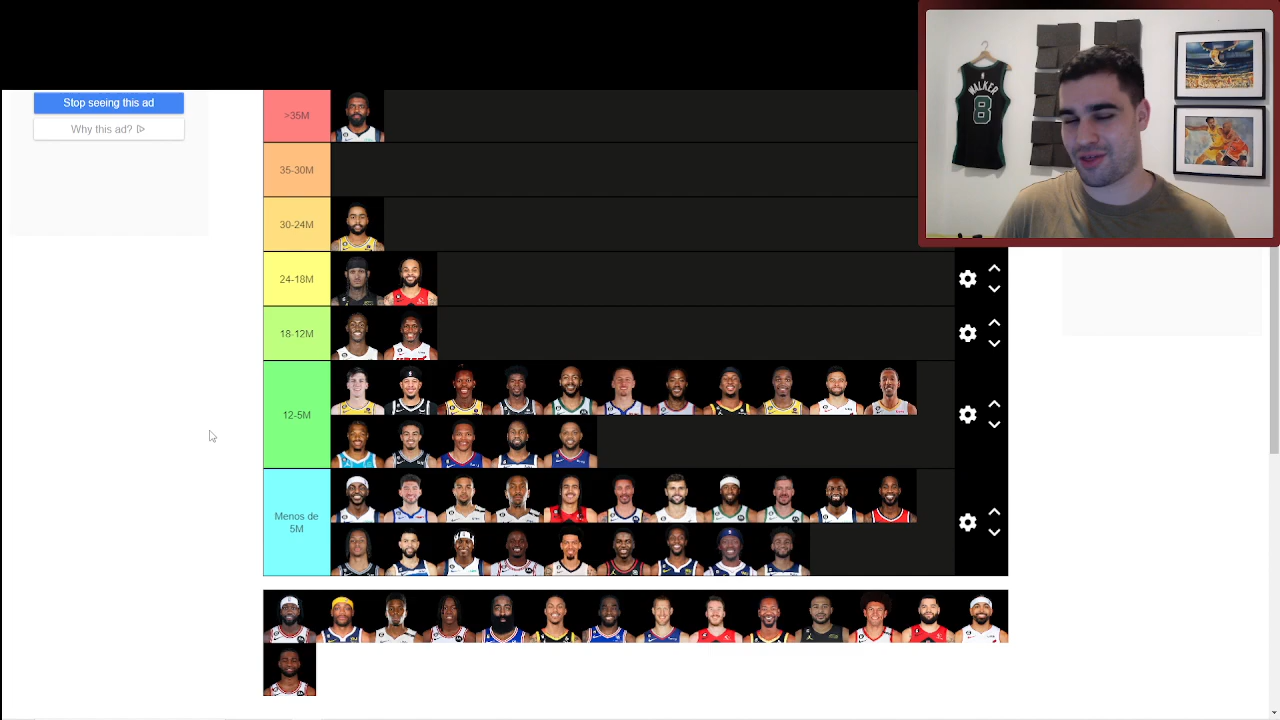 Stop seeing this ad
Why this ad?
>35M
35-30M
30-24M
24-18M
18-12M
12-5M
Menos de
5M
WALKER
8